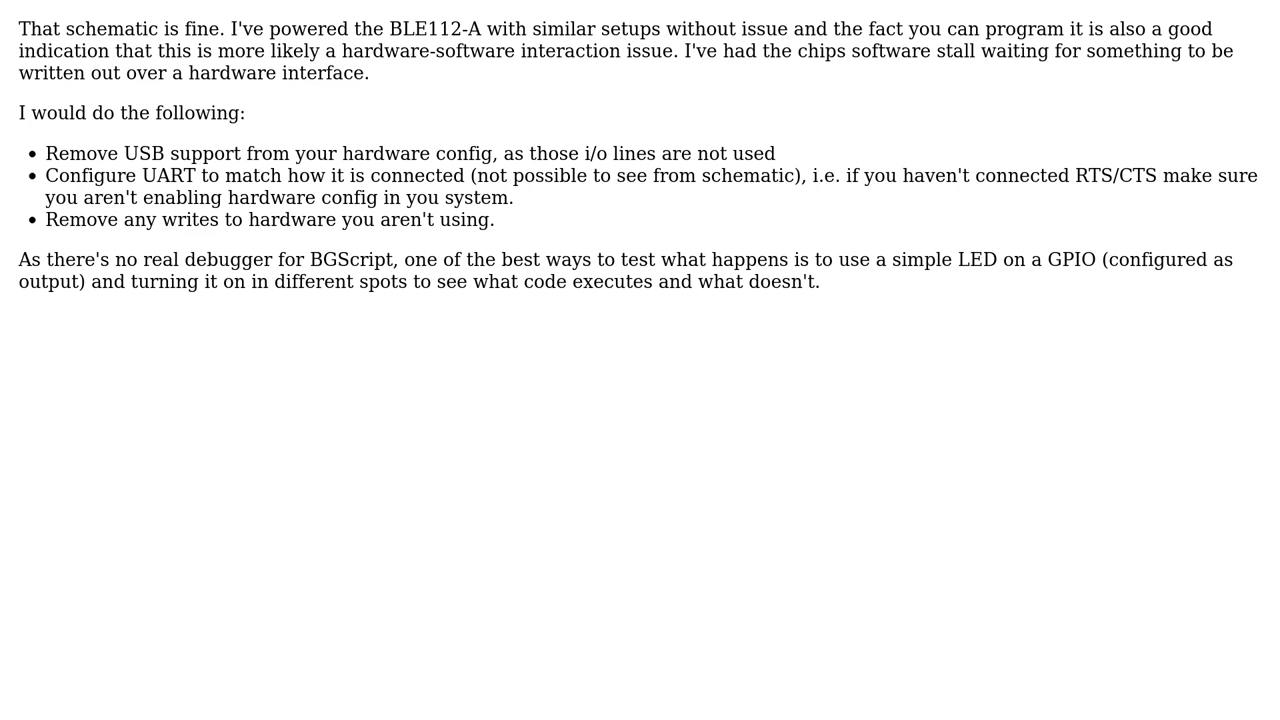 That schematic is fine. I've powered the BLE112-A with similar setups without issue and the fact you can program it is also a good
indication that this is more likely a hardware-software interaction issue. I've had the chips software stall waiting for something to be
written out over a hardware interface.
I would do the following:
• Remove USB support from your hardware config, as those i/o lines are not used
• Configure UART to match how it is connected (not possible to see from schematic), i.e. if you haven't connected RTS/CTS make sure
you aren't enabling hardware config in you system.
• Remove any writes to hardware you aren't using.
As there's no real debugger for BGScript, one of the best ways to test what happens is to use a simple LED on a GPIO (configured as
output) and turning it on in different spots to see what code executes and what doesn't.